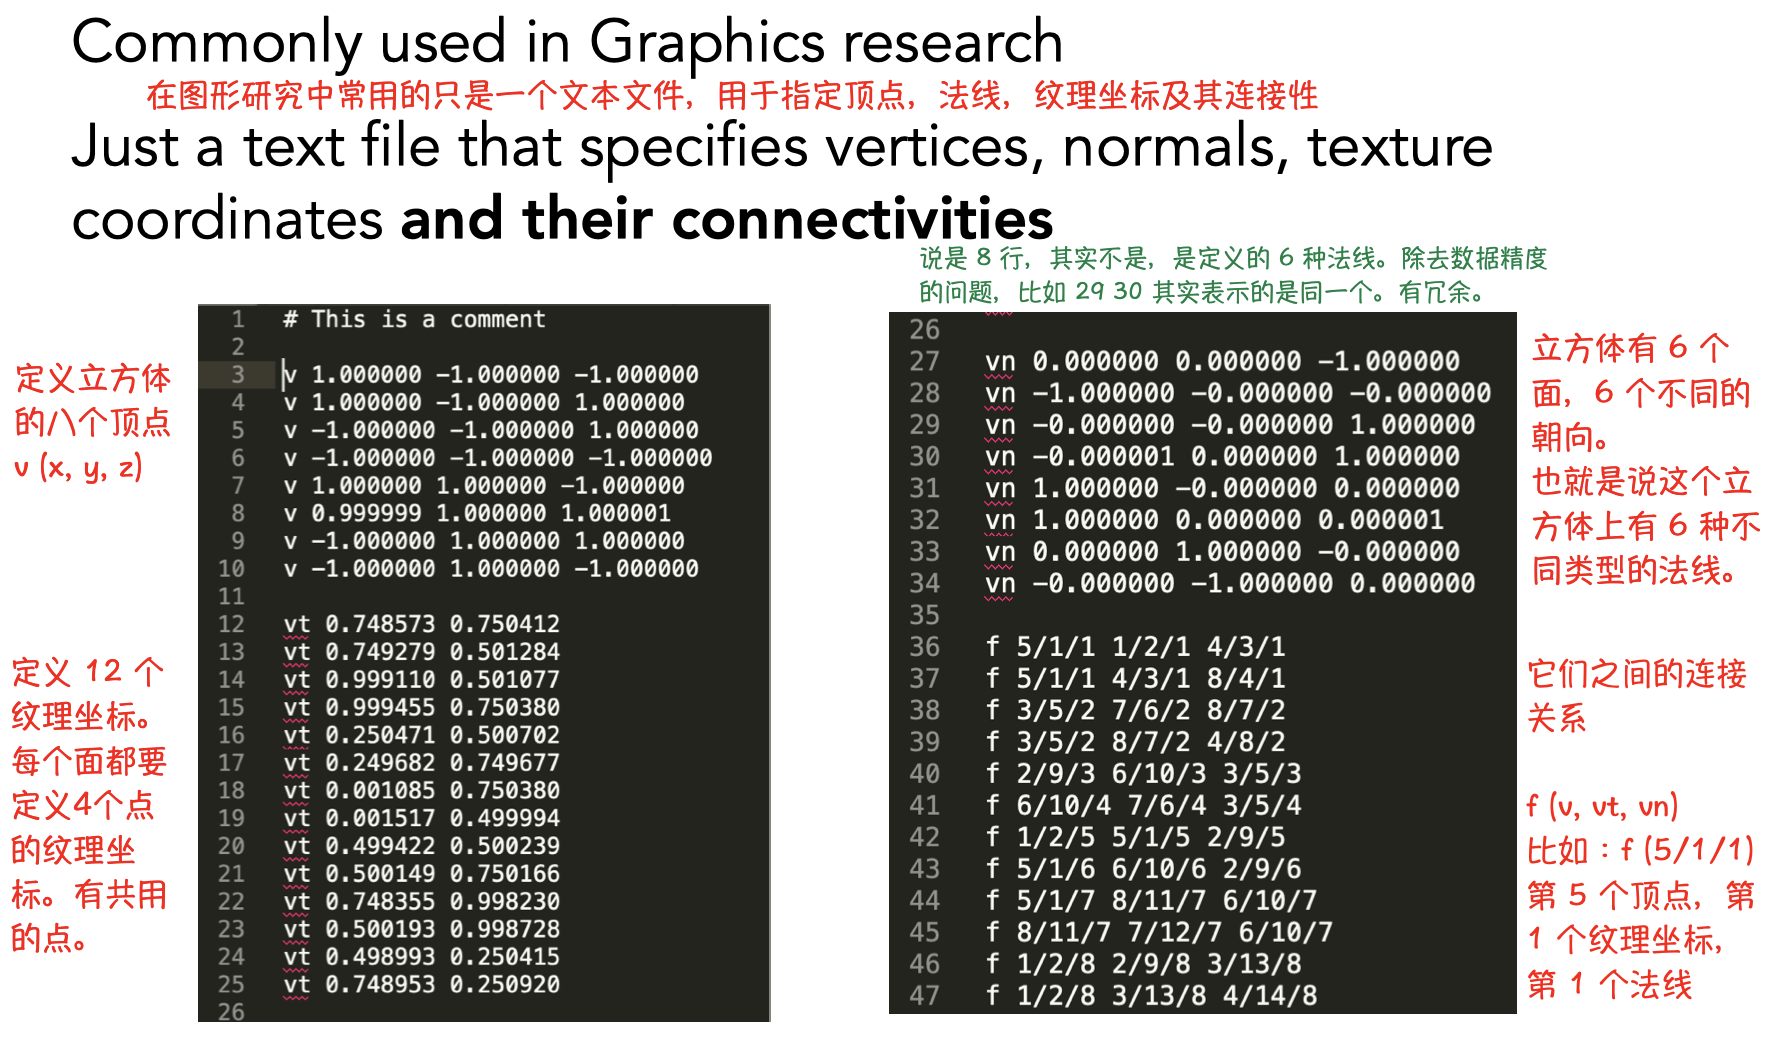 Commonly used in Graphics research
在图形研究中常用的只是一个文本文件，用于指定顶点，法线，纹理坐标及其连接性
Just a text file that specifies vertices, normals, texture
coordinates and their connectivities
说是 8 行，其实不是，是定义的 6 种法线。除去数据精度
的问题，比如 29 30 其实表示的是同一个。有冗余。
定义立方体
的八个顶点
v (x, y, z)
定义 12 个
纹理坐标。
每个面都要
定义4个点
的纹理坐
标。有共用
的点。
1 # This is a comment
2
3 v 1.000000 -1.000000 -1.000000
4 v 1.000000 -1.000000 1.000000
5 v -1.000000 -1.000000 1.000000
6 v -1.000000 -1.000000 -1.000000
7 v 1.000000 1.000000 -1.000000
8 v 0.999999 1.000000 1.000001
9 v -1.000000 1.000000 1.000000
10 v -1.000000 1.000000 -1.000000
11
12 vt 0.748573 0.750412
13 vt 0.749279 0.501284
14 vt 0.999110 0.501077
15 vt 0.999455 0.750380
16 vt 0.250471 0.500702
17 vt 0.249682 0.749677
18 vt 0.001085 0.750380
19 vt 0.001517 0.499994
20 vt 0.499422 0.500239
21 vt 0.500149 0.750166
22 vt 0.748355 0.998230
23 vt 0.500193 0.998728
24 vt 0.498993 0.250415
25 vt 0.748953 0.250920
26
26
27 vn 0.000000 0.000000 -1.000000
28 vn -1.000000 -0.000000 -0.000000
29 vn -0.000000 -0.000000 1.000000
30 vn -0.000001 0.000000 1.000000
31 vn 1.000000 -0.000000 0.000000
32 vn 1.000000 0.000000 0.000001
33 vn 0.000000 1.000000 -0.000000
34 vn -0.000000 -1.000000 0.000000
35
36 f 5/1/1 1/2/1 4/3/1
37 f 5/1/1 4/3/1 8/4/1
38 f 3/5/2 7/6/2 8/7/2
39 f 3/5/2 8/7/2 4/8/2
40 f 2/9/3 6/10/3 3/5/3
41 f 6/10/4 7/6/4 3/5/4
42 f 1/2/5 5/1/5 2/9/5
43 f 5/1/6 6/10/6 2/9/6
44 f 5/1/7 8/11/7 6/10/7
45 f 8/11/7 7/12/7 6/10/7
46 f 1/2/8 2/9/8 3/13/8
47 f 1/2/8 3/13/8 4/14/8
立方体有 6 个
面，6 个不同的
朝向。
也就是说这个立
方体上有 6 种不
同类型的法线。
它们之间的连接
关系
f (v, vt, vn)
比如：f (5/1/1)
第 5 个顶点，第
1 个纹理坐标，
第 1 个法线